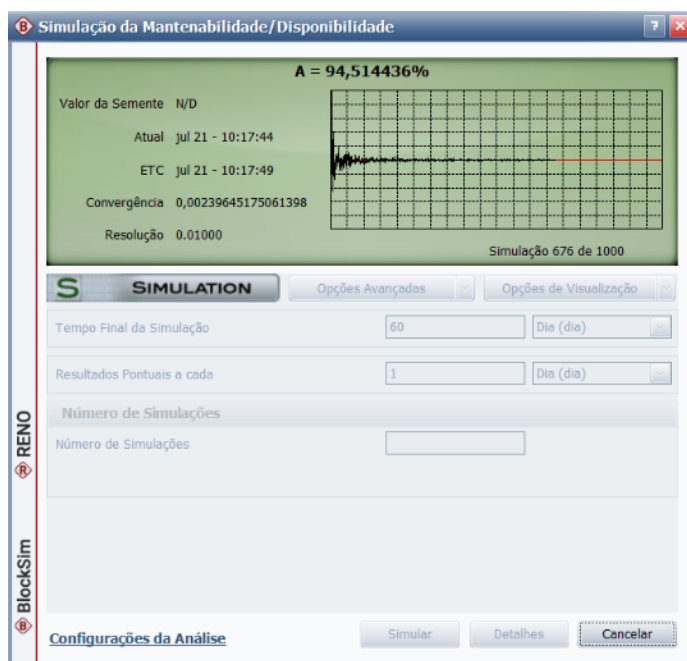 Simulação da Mantenabilidade/Disponibilidade
?
A = 94,514436%
Valor da Semente N/D
Atual jul 21 - 10:17:44
ETC jul 21 - 10:17:49
Convergência 0,00239645175061398
Resolução 0.01000
Simulação 676 de 1000
S SIMULATION
Opções Avançadas
Opções de Visualização
Tempo Final da Simulação 60 Dia (dia)
Resultados Pontuais a cada 1 Dia (dia)
Número de Simulações
Número de Simulações
RENO
BlockSim
Configurações da Análise
Simular
Detalhes
Cancelar